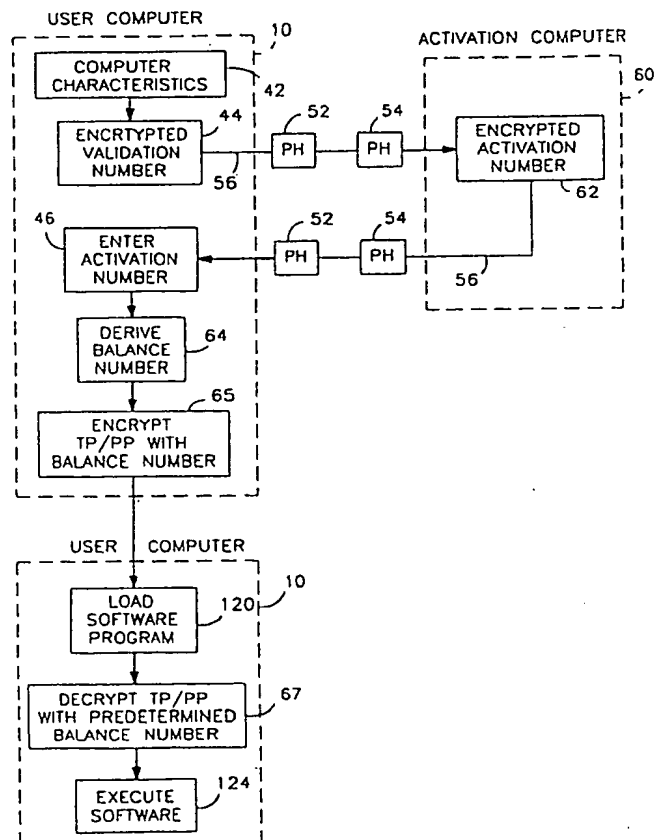 USER COMPUTER
10
COMPUTER
CHARACTERISTICS
42
44
ENCRTYPTED
VALIDATION
NUMBER
56
52
PH
54
PH
ACTIVATION COMPUTER
60
ENCRYPTED
ACTIVATION
NUMBER
62
46
ENTER
ACTIVATION
NUMBER
52
PH
54
PH
56
DERIVE
BALANCE
NUMBER
64
65
ENCRYPT
TP/PP WITH
BALANCE NUMBER
USER COMPUTER
10
LOAD
SOFTWARE
PROGRAM
120
DECRYPT TP/PP
WITH PREDETERMINED
BALANCE NUMBER
67
EXECUTE
SOFTWARE
124